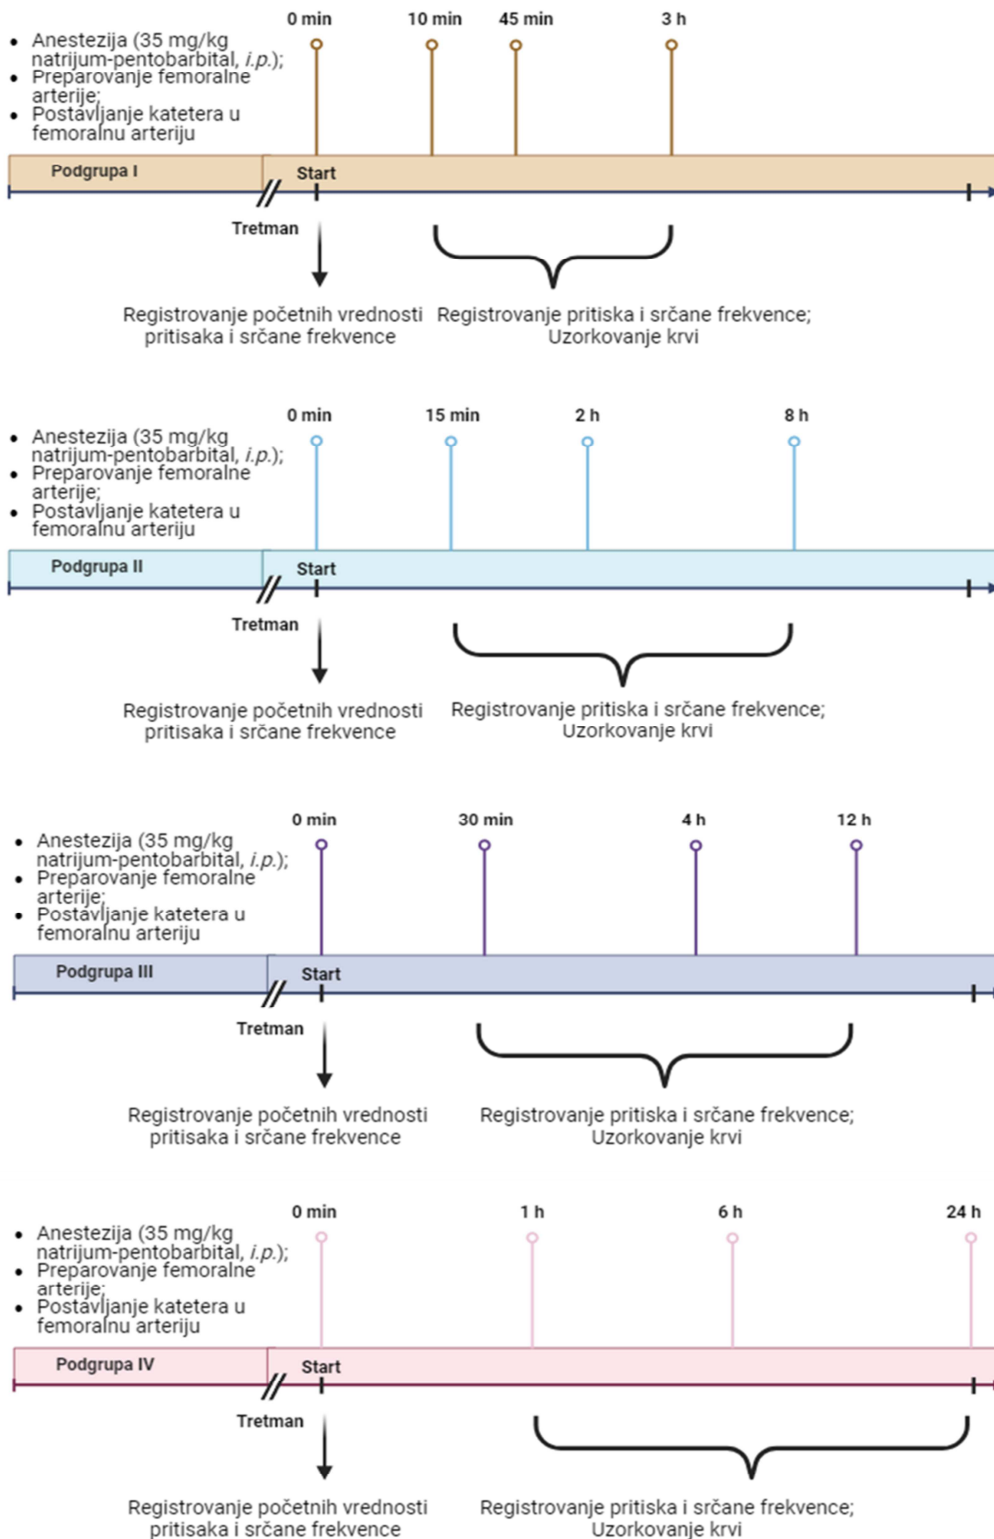 0 min 10 min 45 min 3 h
• Anestezija (35 mg/kg
natrijum-pentobarbital, i.p.);
• Preparovanje femoralne
arterije;
• Postavljanje katetera u
femoralnu arteriju
Podgrupa I Start
Tretman
Registrovanje početnih vrednosti
pritisaka i srčane frekvence
Registrovanje pritiska i srčane frekvence;
Uzorkovanje krvi
0 min 15 min 2 h 8 h
• Anestezija (35 mg/kg
natrijum-pentobarbital, i.p.);
• Preparovanje femoralne
arterije;
• Postavljanje katetera u
femoralnu arteriju
Podgrupa II Start
Tretman
Registrovanje početnih vrednosti
pritisaka i srčane frekvence
Registrovanje pritiska i srčane frekvence;
Uzorkovanje krvi
0 min 30 min 4 h 12 h
• Anestezija (35 mg/kg
natrijum-pentobarbital, i.p.);
• Preparovanje femoralne
arterije;
• Postavljanje katetera u
femoralnu arteriju
Podgrupa III Start
Tretman
Registrovanje početnih vrednosti
pritisaka i srčane frekvence
Registrovanje pritiska i srčane frekvence;
Uzorkovanje krvi
0 min 1 h 6 h 24 h
• Anestezija (35 mg/kg
natrijum-pentobarbital, i.p.);
• Preparovanje femoralne
arterije;
• Postavljanje katetera u
femoralnu arteriju
Podgrupa IV Start
Tretman
Registrovanje početnih vrednosti
pritisaka i srčane frekvence
Registrovanje pritiska i srčane frekvence;
Uzorkovanje krvi